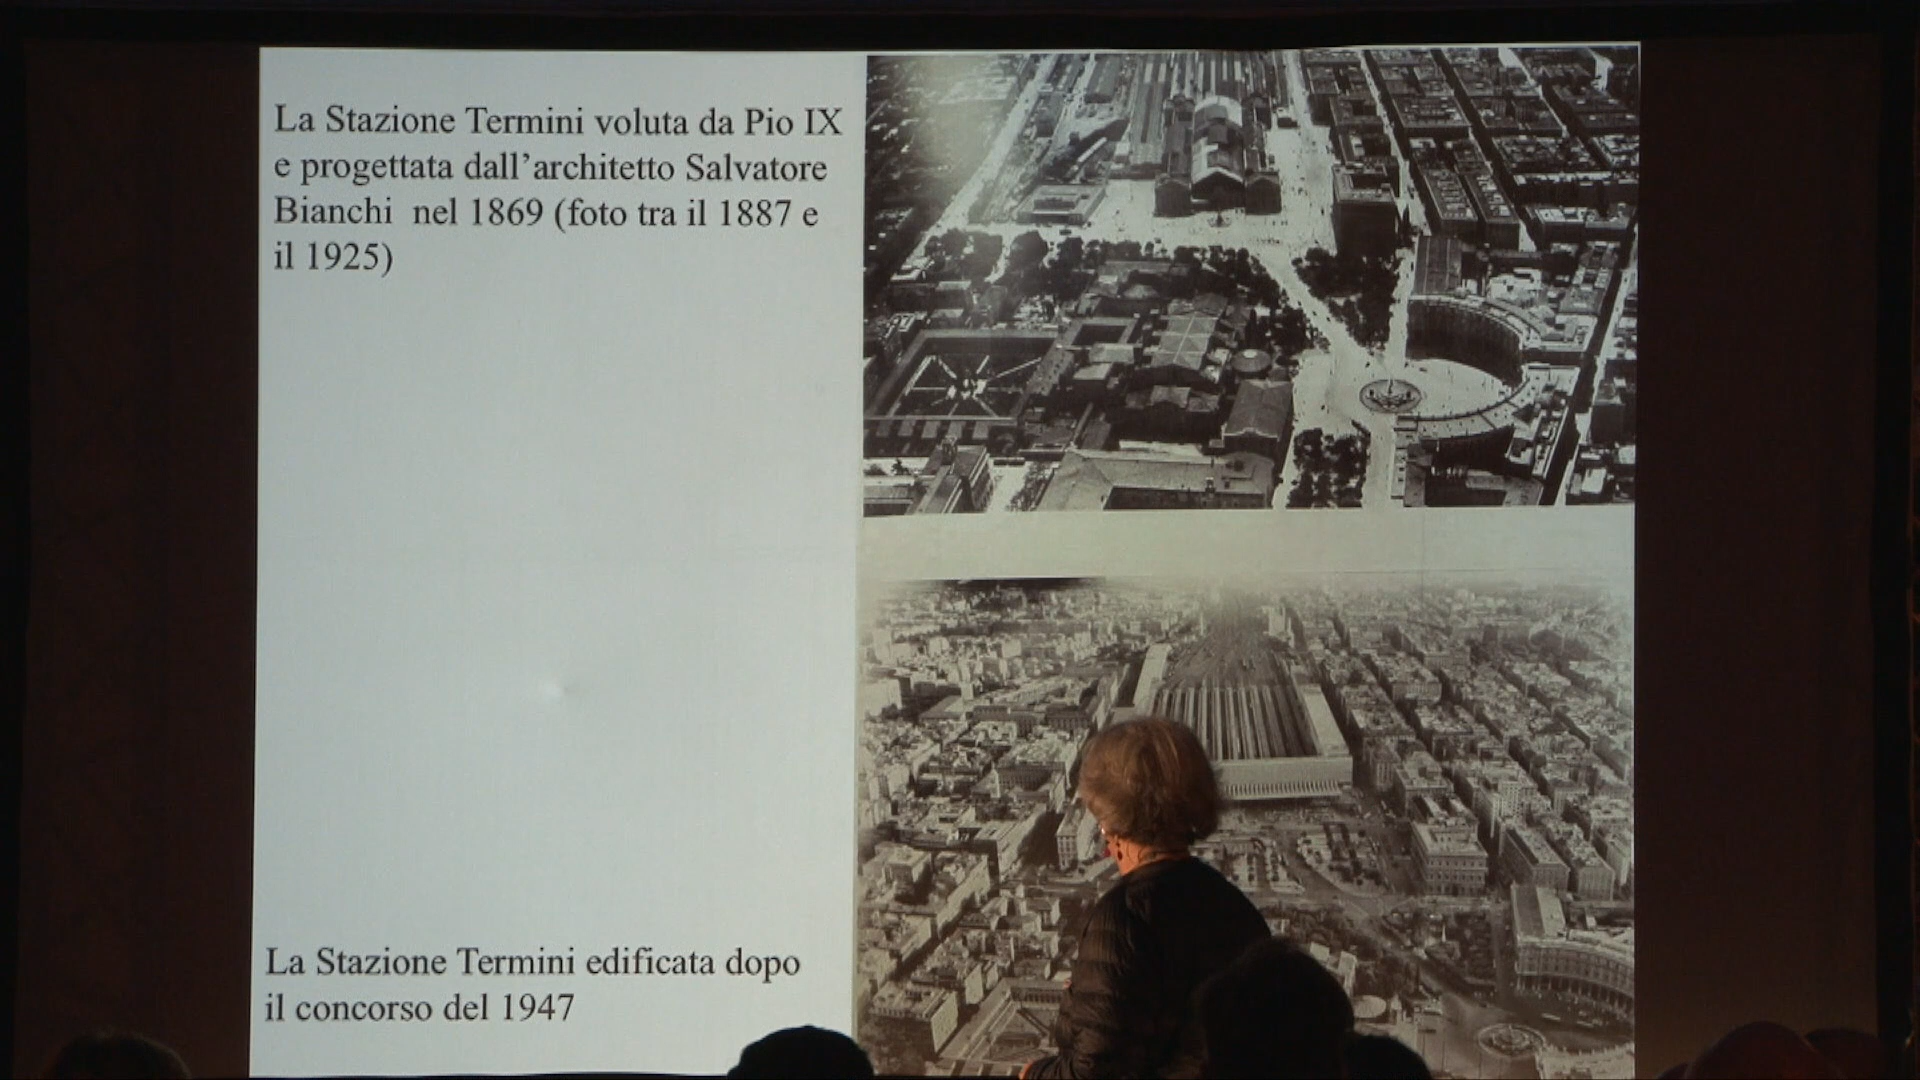 La Stazione Termini voluta da Pio IX
e progettata dall’architetto Salvatore
Bianchi  nel 1869 (foto tra il 1887 e
il 1925)
La Stazione Termini edificata dopo
il concorso del 1947